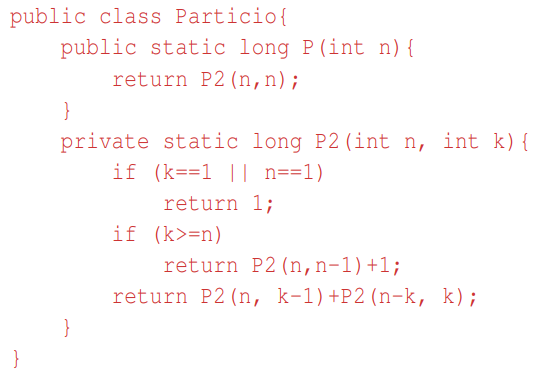 public class Particio{
    public static long P(int n){
        return P2(n,n);
    }
    private static long P2(int n, int k){
        if (k==1 || n==1)
            return 1;
        if (k>=n)
            return P2(n,n-1)+1;
        return P2(n, k-1)+P2(n-k, k);
    }
}